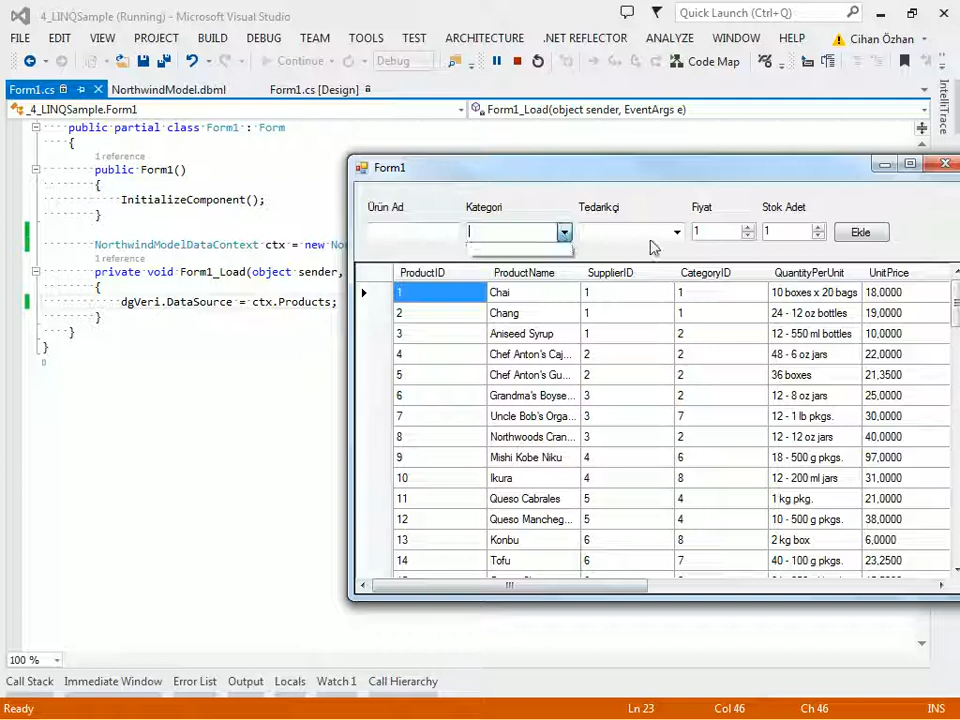 4_LINQSample (Running) - Microsoft Visual Studio
Quick Launch (Ctrl+Q)
FILE EDIT VIEW PROJECT BUILD DEBUG TEAM TOOLS TEST ARCHITECTURE .NET REFLECTOR ANALYZE WINDOW HELP Cihan Özhan
Continue Debug Code Map
Form1.cs NorthwindModel.dbml Form1.cs [Design]
_4_LINQSample.Form1 Form1_Load(object sender, EventArgs e)
IntelliTrace
public partial class Form1 : Form
{
1 reference
public Form1()
{
InitializeComponent();
}
NorthwindModelDataContext ctx = new No
1 reference
private void Form1_Load(object sender,
{
dgVeri.DataSource = ctx.Products;
}
}
}
Form1
Ürün Ad Kategori Tedarikçi Fiyat Stok Adet
1 1 Ekle
ProductID ProductName SupplierID CategoryID QuantityPerUnit UnitPrice
1 Chai 1 1 10 boxes x 20 bags 18,0000
2 Chang 1 1 24 - 12 oz bottles 19,0000
3 Aniseed Syrup 1 2 12 - 550 ml bottles 10,0000
4 Chef Anton's Caj... 2 2 48 - 6 oz jars 22,0000
5 Chef Anton's Gu... 2 2 36 boxes 21,3500
6 Grandma's Boyse... 3 2 12 - 8 oz jars 25,0000
7 Uncle Bob's Orga... 3 7 12 - 1 lb pkgs. 30,0000
8 Northwoods Cran... 3 2 12 - 12 oz jars 40,0000
9 Mishi Kobe Niku 4 6 18 - 500 g pkgs. 97,0000
10 Ikura 4 8 12 - 200 ml jars 31,0000
11 Queso Cabrales 5 4 1 kg pkg. 21,0000
12 Queso Mancheg... 5 4 10 - 500 g pkgs. 38,0000
13 Konbu 6 8 2 kg box 6,0000
14 Tofu 6 7 40 - 100 g pkgs. 23,2500
100 %
Call Stack Immediate Window Error List Output Locals Watch 1 Call Hierarchy
Ready Ln 23 Col 46 Ch 46 INS